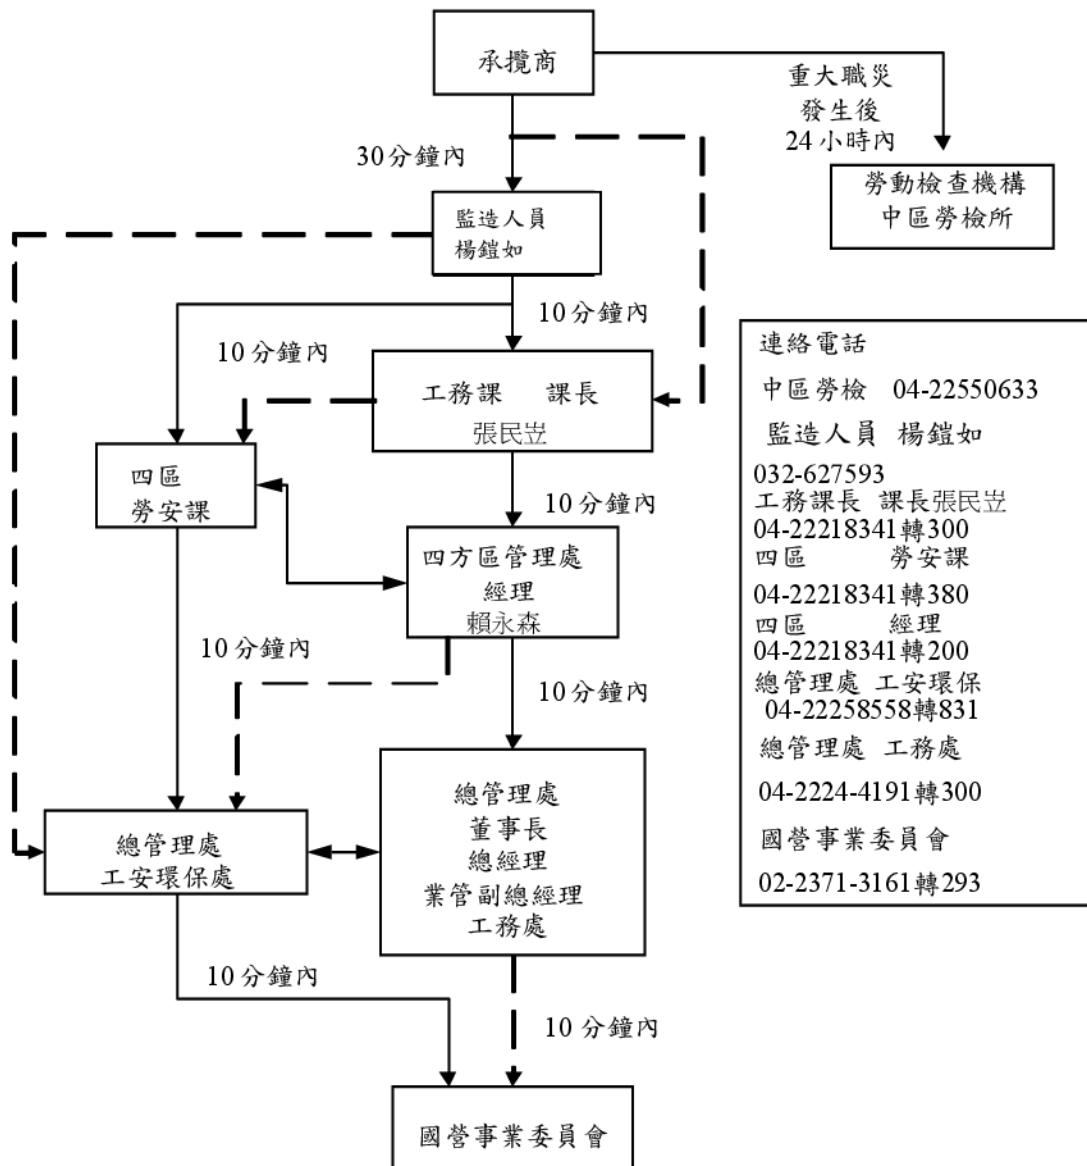 承攬商
重大職災
發生後
24小時內
30分鐘內
勞動檢查機構
中區勞檢所
監造人員
楊鎧如
10分鐘內
10分鐘內
工務課 課長
張民岦
四區
勞安課
10分鐘內
四方區管理處
經理
賴永森
10分鐘內
10分鐘內
總管理處
董事長
總經理
業管副總經理
工務處
總管理處
工安環保處
10分鐘內
10 分鐘內
國營事業委員會
連絡電話
中區勞檢 04-22550633
監造人員 楊鎧如
032-627593
工務課長 課長張民岦
04-22218341轉300
四區 勞安課
04-22218341轉380
四區 經理
04-22218341轉200
總管理處 工安環保
04-22258558轉831
總管理處 工務處
04-2224-4191轉300
國營事業委員會
02-2371-3161轉293